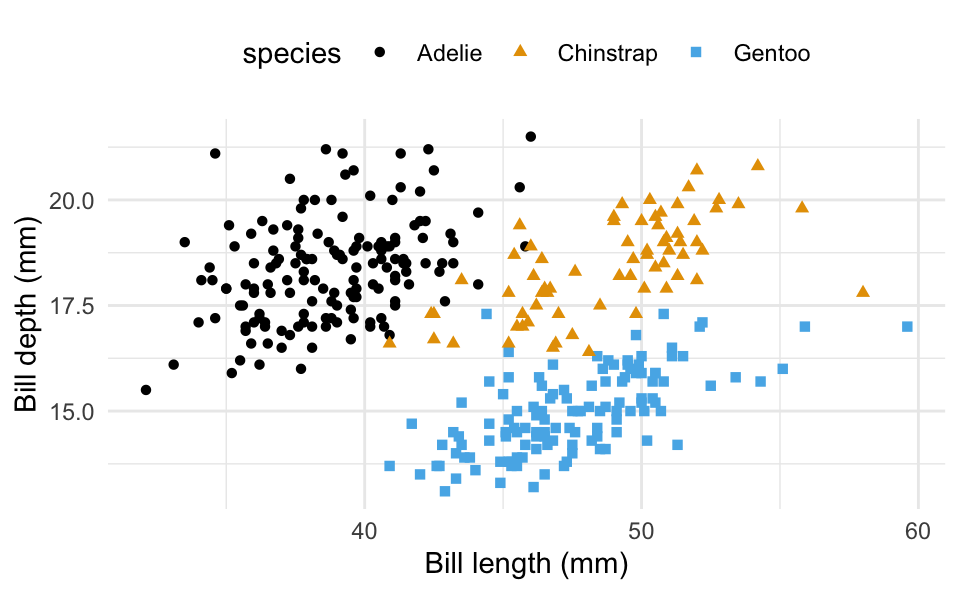 species Adelie Chinstrap Gentoo
Bill depth (mm)
20.0
17.5
15.0
40 50 60
Bill length (mm)